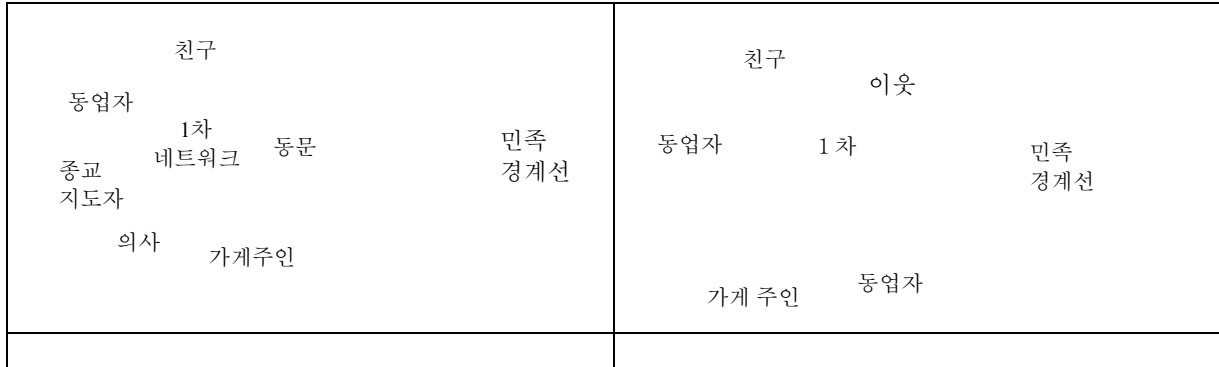 친구
동업자
1차
네트워크
동문
종교
지도자
의사
가게주인
민족
경계선
친구
이웃
동업자
1 차
민족
경계선
가게 주인
동업자